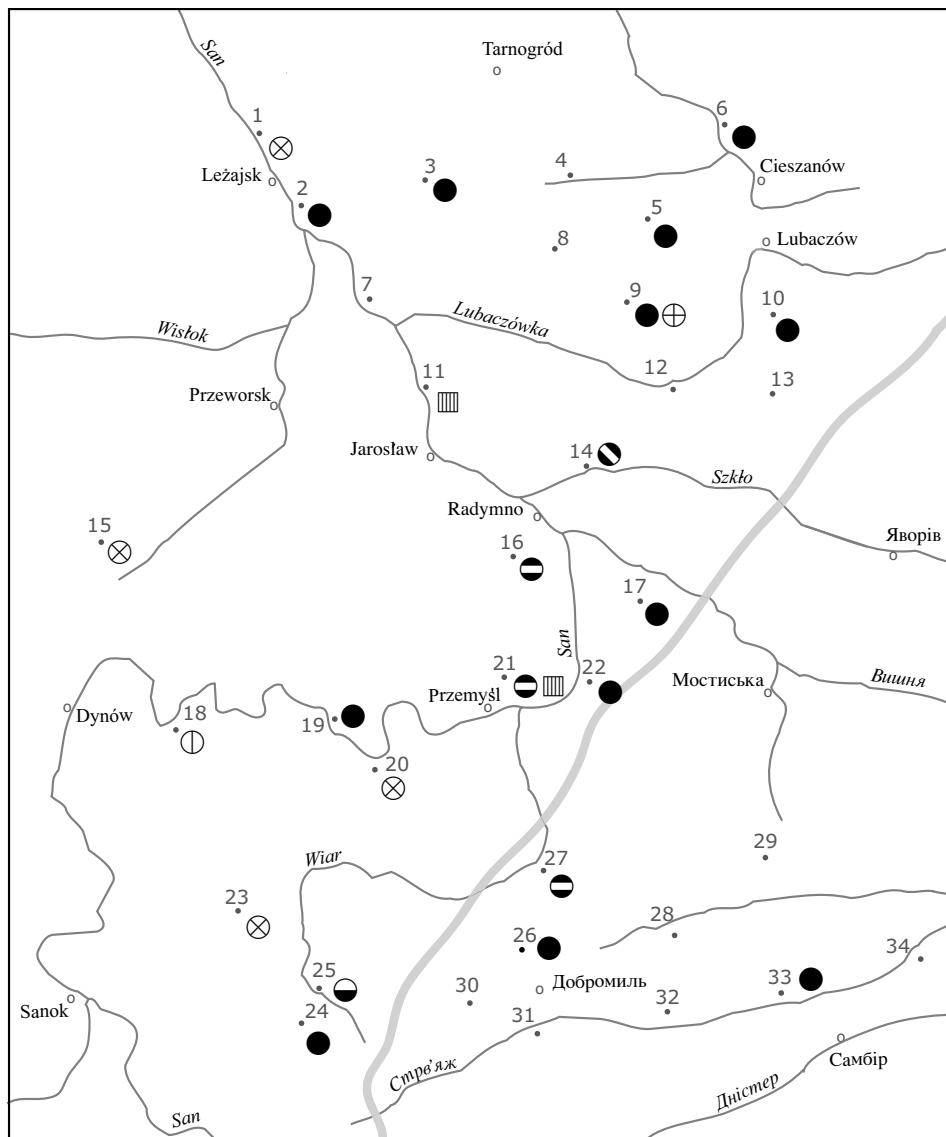 San
Tarnogród
1
6
3
4
Cieszanów
Leżajsk
2
5
8
Lubaczów
7
9
10
Lubaczówka
Wisłok
11
12
13
Przeworsk
Jarosław
14
Szkło
Radymno
15
16
Яворів
17
San
21
22
Мостиська
Вишня
Dynów
18
19
Przemyśl
20
Wiar
27
29
23
26
28
34
25
Добромиль
33
Sanok
24
30
31
32
Самбір
Стрв'яж
Дністер
San